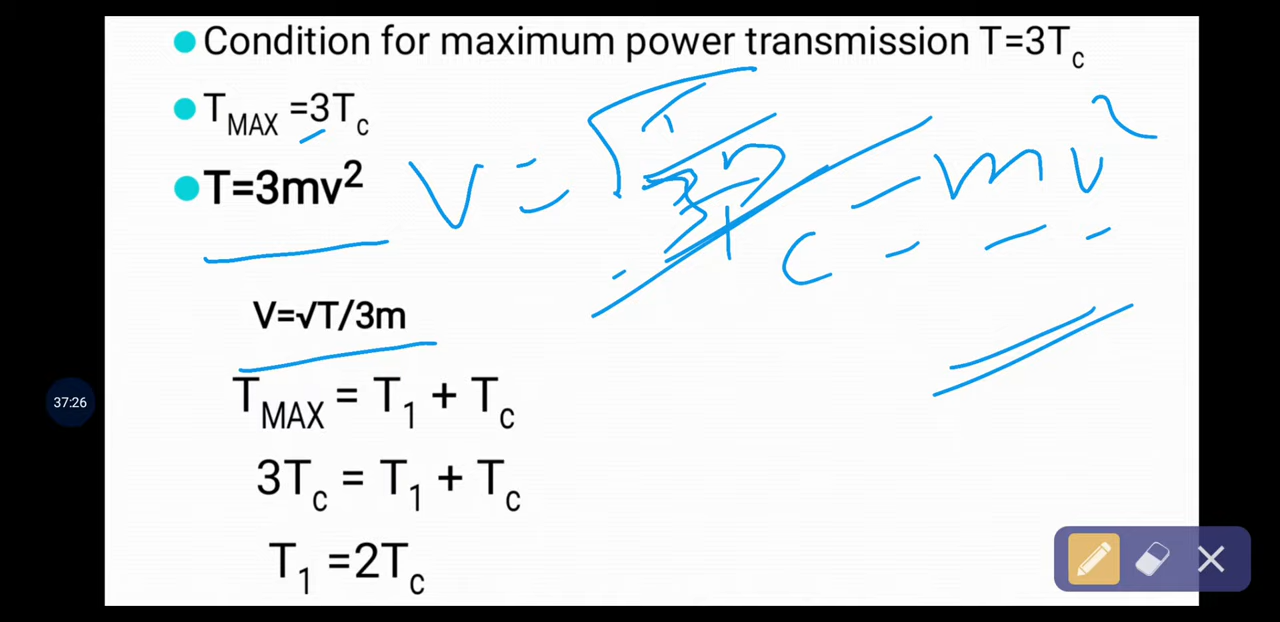 Condition for maximum power transmission T=3Tc
TMAX =3Tc
T=3mv²
V = √T/3m
Tc = mv²
V=√T/3m
37:26
TMAX = T1 + Tc
3Tc = T1 + Tc
T1 =2Tc